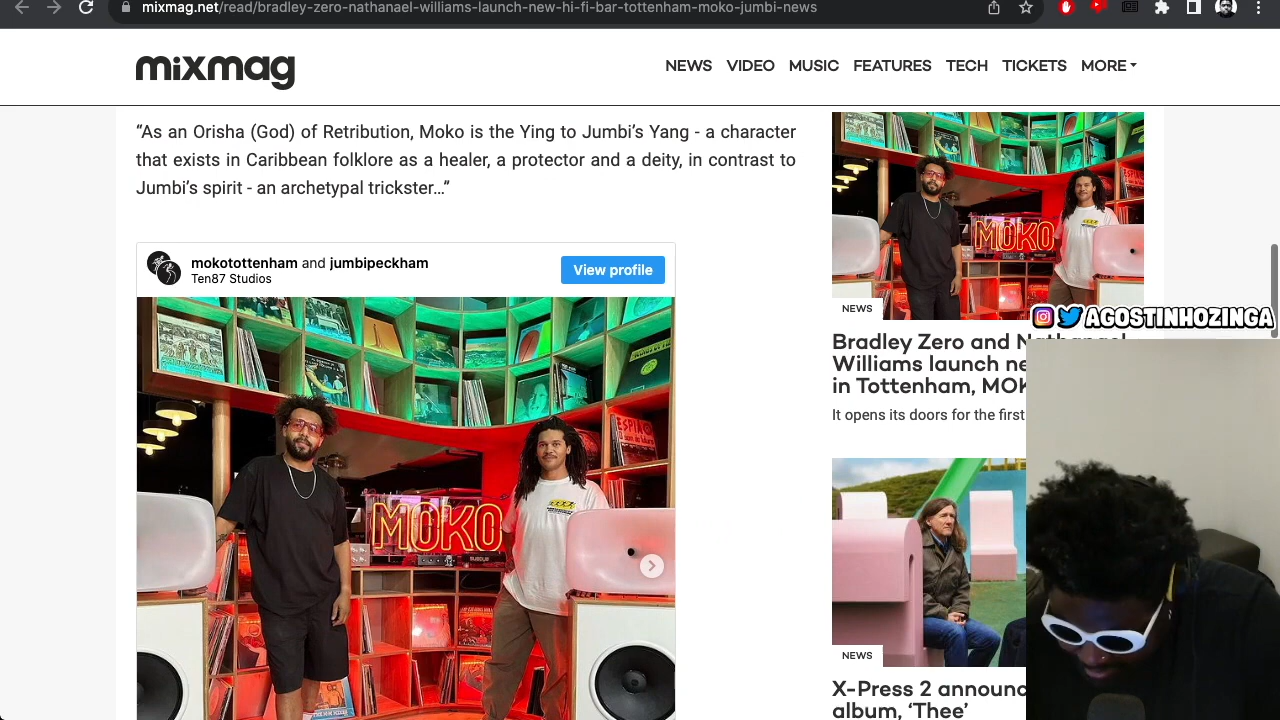 mixmag.net/read/bradley-zero-nathanael-williams-launch-new-hi-fi-bar-tottenham-moko-jumbi-news
mixmag
NEWS VIDEO MUSIC FEATURES TECH TICKETS MORE
“As an Orisha (God) of Retribution, Moko is the Ying to Jumbi’s Yang - a character
that exists in Caribbean folklore as a healer, a protector and a deity, in contrast to
Jumbi’s spirit - an archetypal trickster…”
mokotottenham and jumbipeckham
Ten87 Studios
View profile
MOKO
MOKO
NEWS
AGOSTINHOZINGA
Bradley Zero and Nathanael
Williams launch
in Tottenham,
It opens its doors for the first
NEWS
X-Press 2
album, ‘Thee’